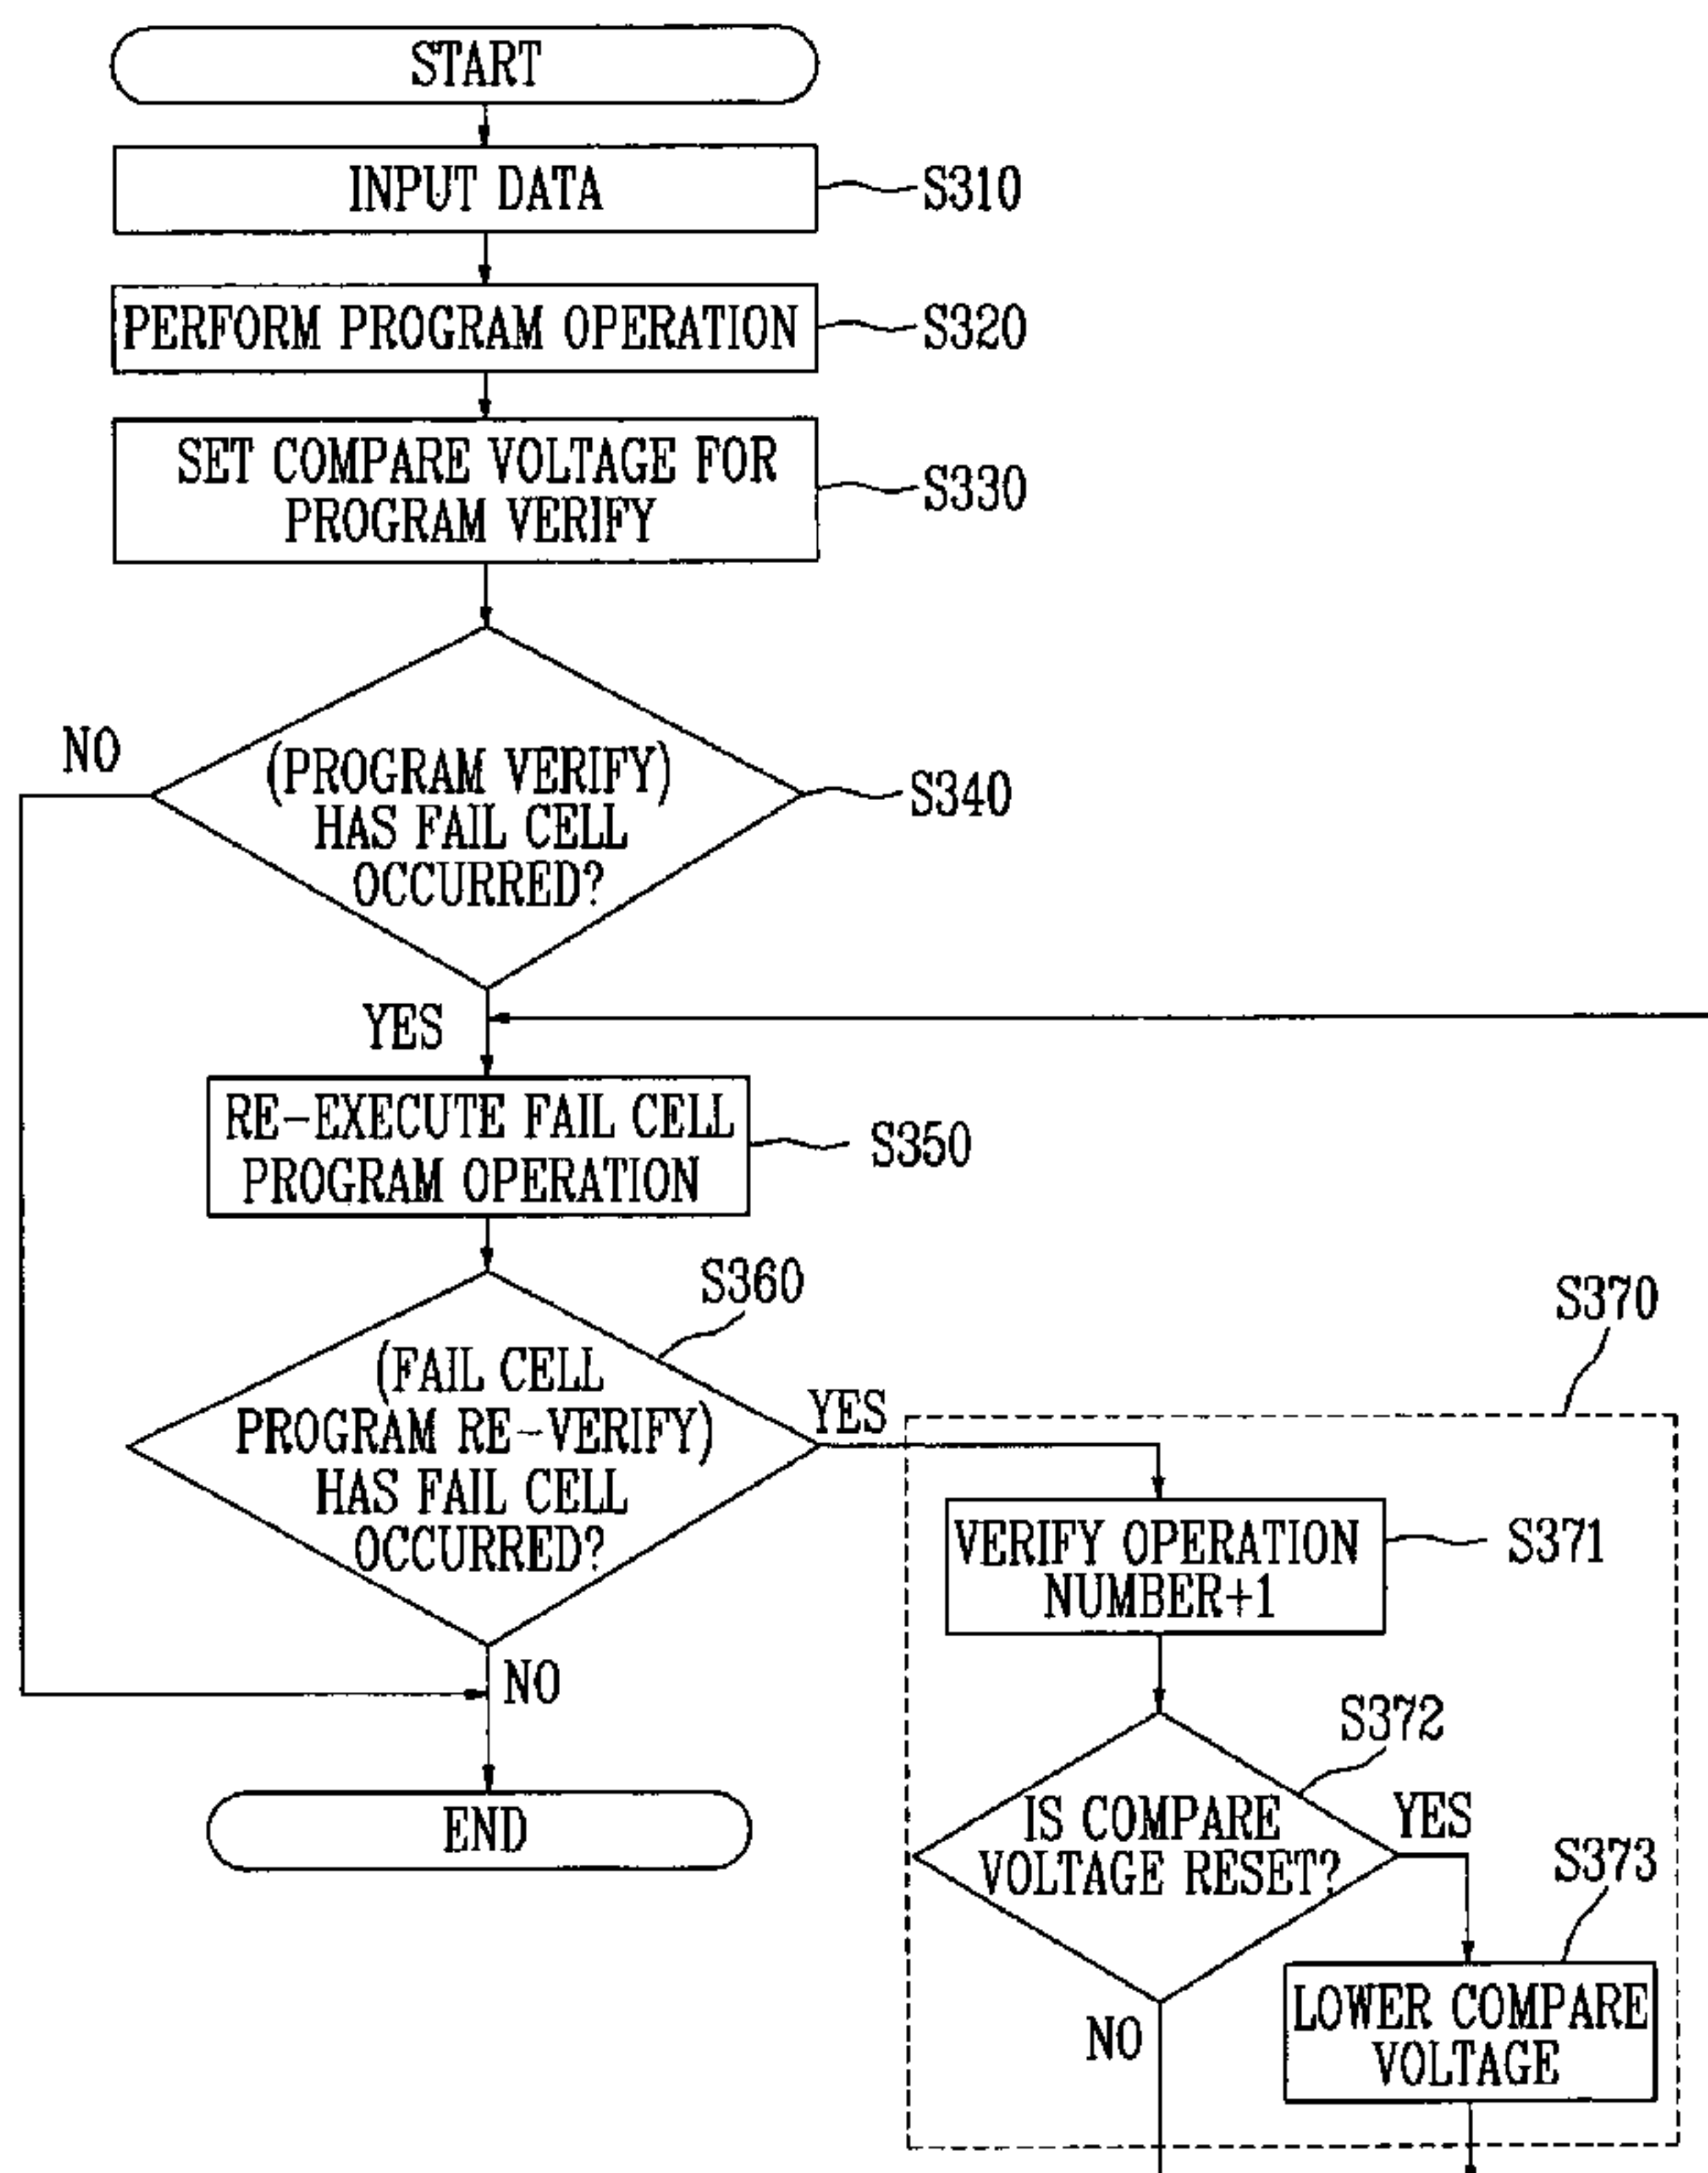 START
INPUT DATA
S310
PERFORM PROGRAM OPERATION
S320
SET COMPARE VOLTAGE FOR
PROGRAM VERIFY
S330
NO
(PROGRAM VERIFY)
HAS FAIL CELL
OCCURRED?
S340
YES
RE-EXECUTE FAIL CELL
PROGRAM OPERATION
S350
S360
(FAIL CELL
PROGRAM RE-VERIFY)
HAS FAIL CELL
OCCURRED?
YES
S370
VERIFY OPERATION
NUMBER+1
S371
NO
END
S372
IS COMPARE
VOLTAGE RESET?
YES
S373
LOWER COMPARE
VOLTAGE
NO